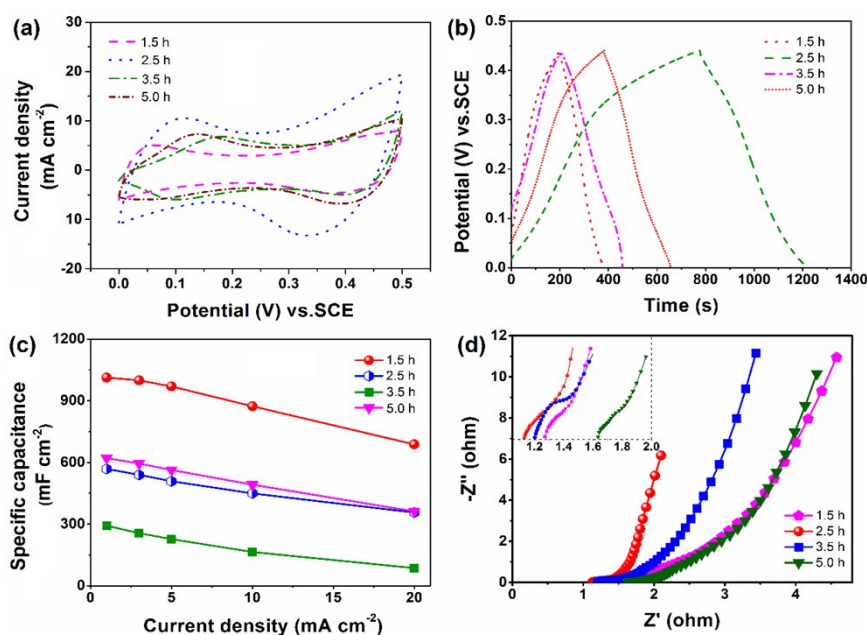 (a)
1.5 h
2.5 h
3.5 h
5.0 h
Current density
(mA cm⁻²)
30
20
10
0
-10
-20
0.0 0.1 0.2 0.3 0.4 0.5
Potential (V) vs.SCE
(b)
1.5 h
2.5 h
3.5 h
5.0 h
Potential (V) vs.SCE
0.4
0.3
0.2
0.1
0.0
0 200 400 600 800 1000 1200 1400
Time (s)
(c)
1.5 h
2.5 h
3.5 h
5.0 h
Specific capacitance
(mF cm⁻²)
1200
900
600
300
0
0 5 10 15 20
Current density (mA cm⁻²)
(d)
1.2 1.4 1.6 1.8 2.0
1.5 h
2.5 h
3.5 h
5.0 h
-Z'' (ohm)
12
10
8
6
4
2
0
0 1 2 3 4
Z' (ohm)